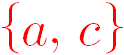 {a, c}